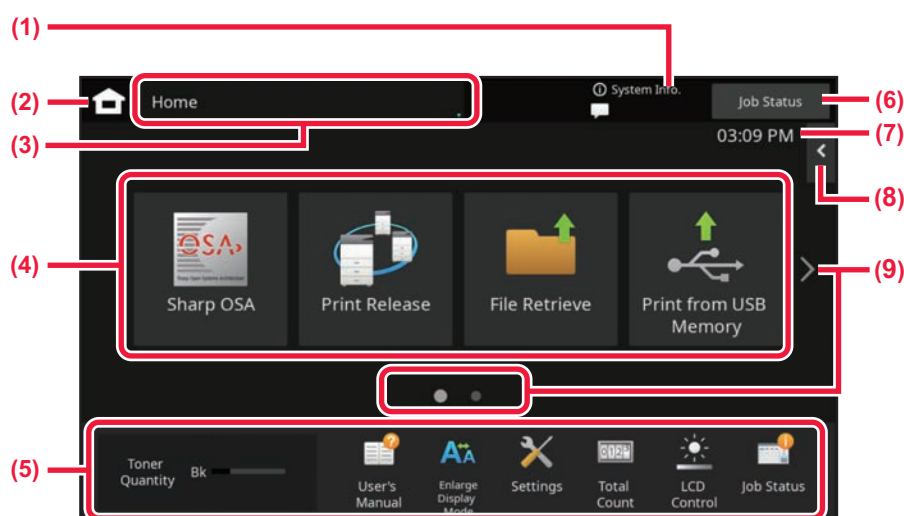 (1)
(2)
Home
System Info.
Job Status
(6)
(3)
03:09 PM
(7)
(8)
(4)
OSA
Sharp OSA
Print Release
File Retrieve
Print from USB
Memory
(9)
(5)
Toner
Quantity
Bk
User's
Manual
Enlarge
Display
Mode
Settings
Total
Count
LCD
Control
Job Status